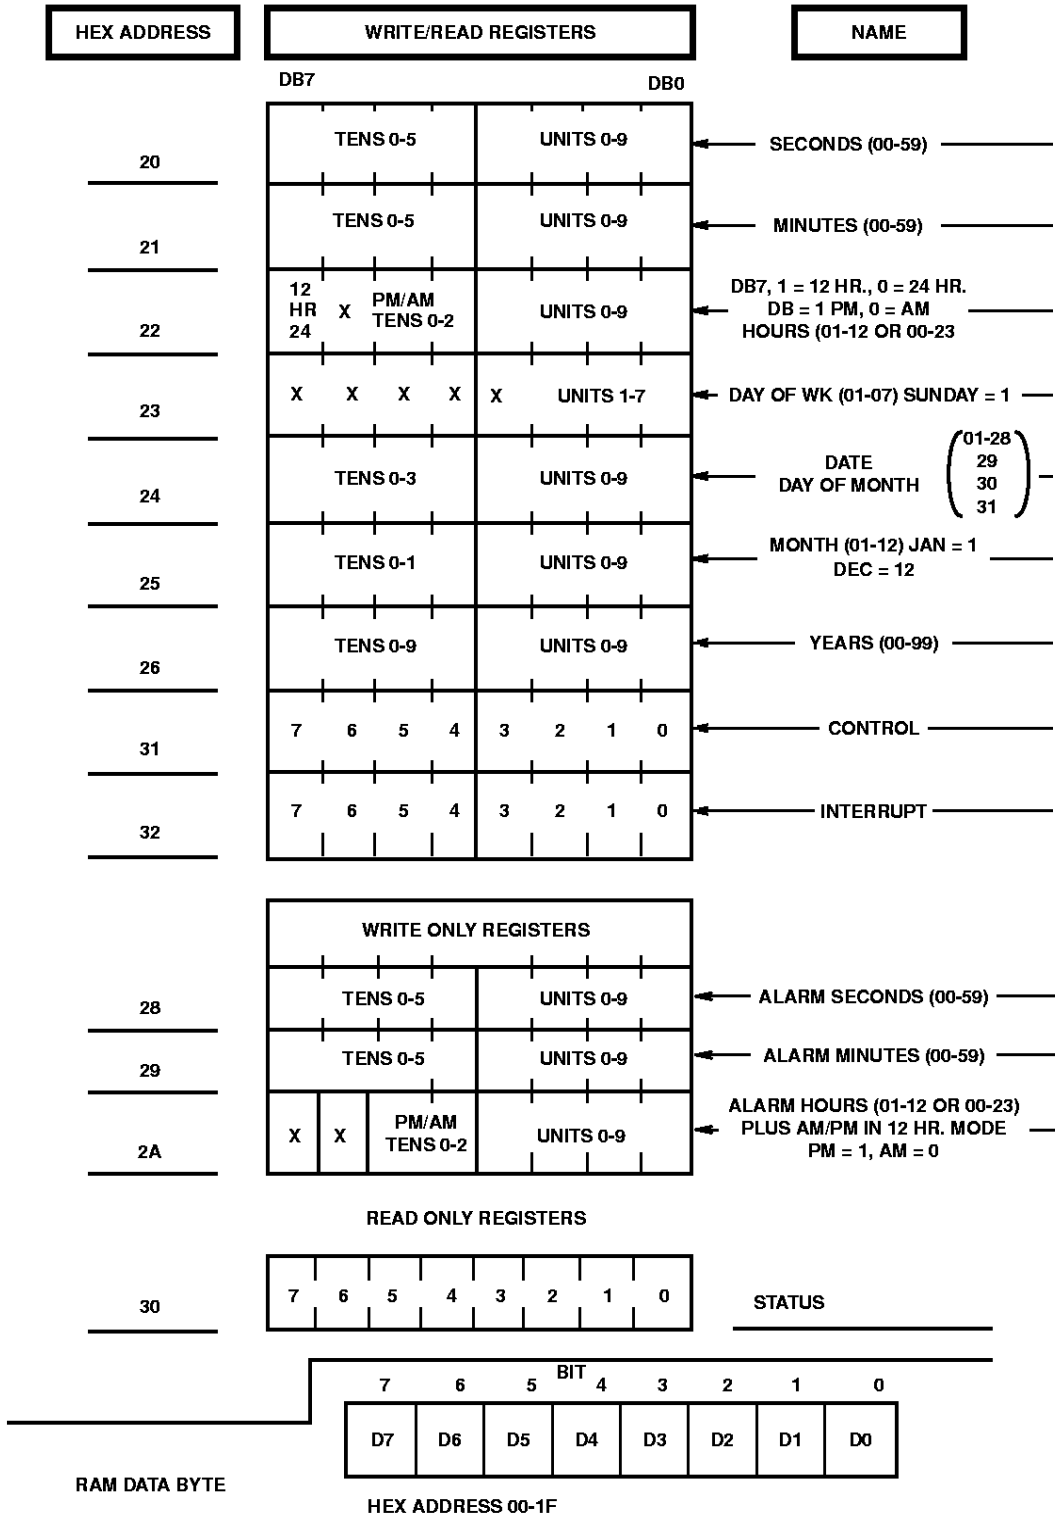 HEX ADDRESS WRITE/READ REGISTERS NAME
DB7 DB0
20 TENS 0-5 UNITS 0-9 SECONDS (00-59)
21 TENS 0-5 UNITS 0-9 MINUTES (00-59)
22 12 HR 24 X PM/AM TENS 0-2 UNITS 0-9 DB7, 1 = 12 HR., 0 = 24 HR.
DB = 1 PM, 0 = AM
HOURS (01-12 OR 00-23
23 X X X X X UNITS 1-7 DAY OF WK (01-07) SUNDAY = 1
24 TENS 0-3 UNITS 0-9 DATE
DAY OF MONTH
01-28
29
30
31
25 TENS 0-1 UNITS 0-9 MONTH (01-12) JAN = 1
DEC = 12
26 TENS 0-9 UNITS 0-9 YEARS (00-99)
31 7 6 5 4 3 2 1 0 CONTROL
32 7 6 5 4 3 2 1 0 INTERRUPT
WRITE ONLY REGISTERS
28 TENS 0-5 UNITS 0-9 ALARM SECONDS (00-59)
29 TENS 0-5 UNITS 0-9 ALARM MINUTES (00-59)
2A X X PM/AM TENS 0-2 UNITS 0-9 ALARM HOURS (01-12 OR 00-23)
PLUS AM/PM IN 12 HR. MODE
PM = 1, AM = 0
READ ONLY REGISTERS
30 7 6 5 4 3 2 1 0 STATUS
BIT
7 6 5 4 3 2 1 0
D7 D6 D5 D4 D3 D2 D1 D0
RAM DATA BYTE
HEX ADDRESS 00-1F